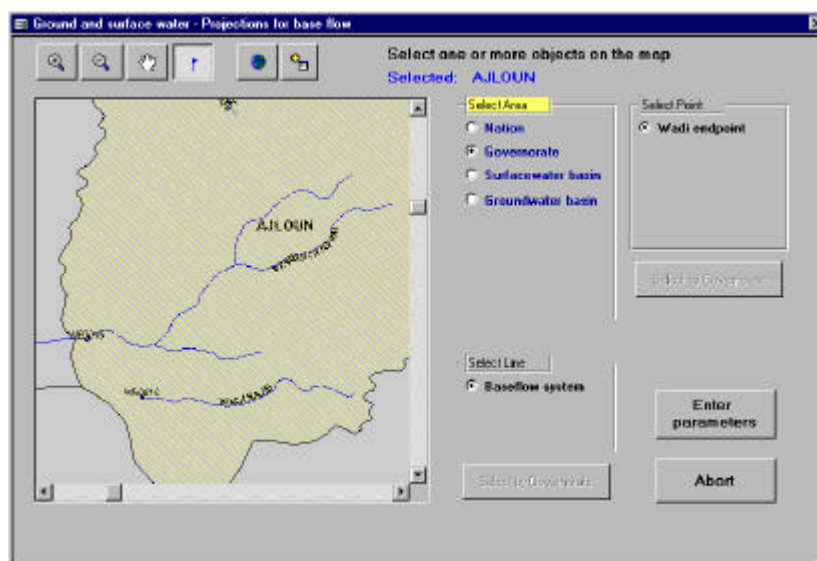 Ground and surface water - Projections for base flow
Select one or more objects on the map
Selected: AJLOUN
Select Area
Nation
Governorate
Surfacewater basin
Groundwater basin
Select Point
Wadi endpoint
AJLOUN
Select Line
Baseflow system
Enter
parameters
Abort